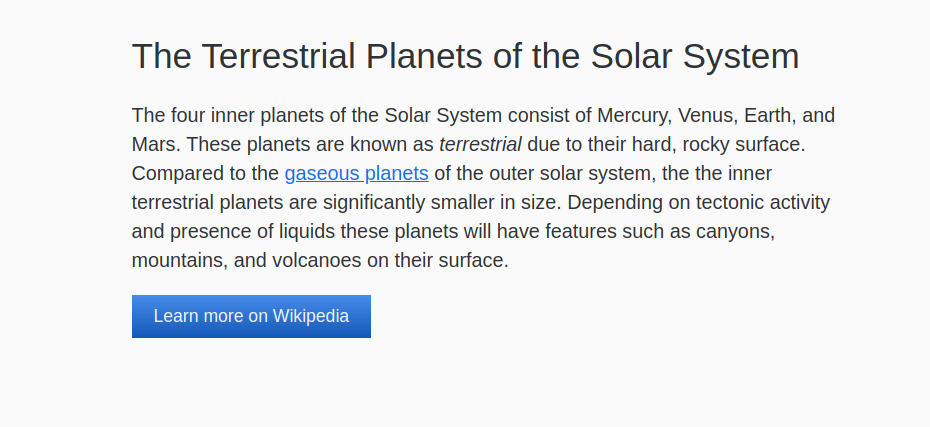 The Terrestrial Planets of the Solar System
The four inner planets of the Solar System consist of Mercury, Venus, Earth, and
Mars. These planets are known as terrestrial due to their hard, rocky surface.
Compared to the gaseous planets of the outer solar system, the the inner
terrestrial planets are significantly smaller in size. Depending on tectonic activity
and presence of liquids these planets will have features such as canyons,
mountains, and volcanoes on their surface.
Learn more on Wikipedia